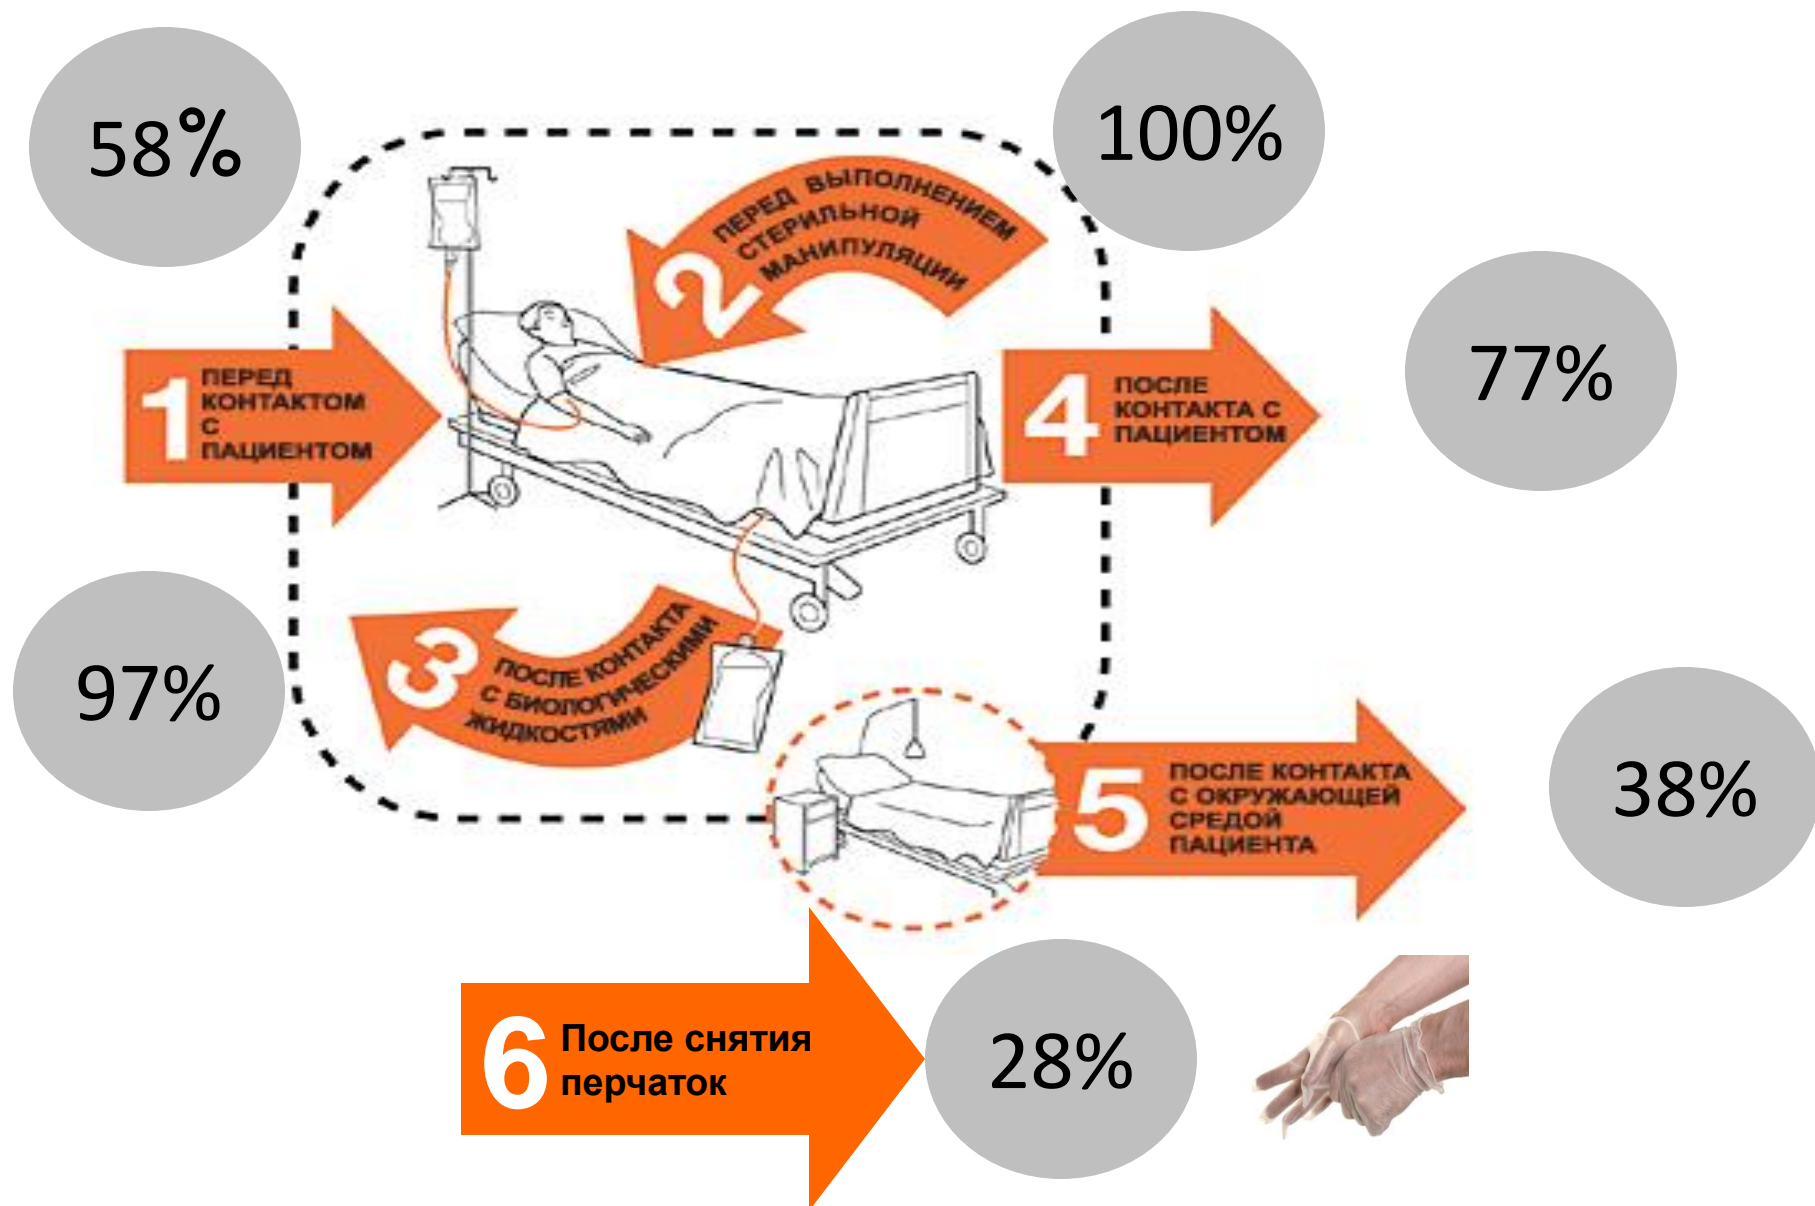 58%
100%
2 ПЕРЕД ВЫПОЛНЕНИЕМ
СТЕРИЛЬНОЙ
МАНИПУЛЯЦИИ
1 ПЕРЕД
КОНТАКТОМ
С
ПАЦИЕНТОМ
4 ПОСЛЕ
КОНТАКТА С
ПАЦИЕНТОМ
77%
97%
3 ПОСЛЕ КОНТАКТА
С БИОЛОГИЧЕСКИМИ
ЖИДКОСТЯМИ
5 ПОСЛЕ КОНТАКТА
С ОКРУЖАЮЩЕЙ
СРЕДОЙ
ПАЦИЕНТА
38%
6 После снятия
перчаток
28%